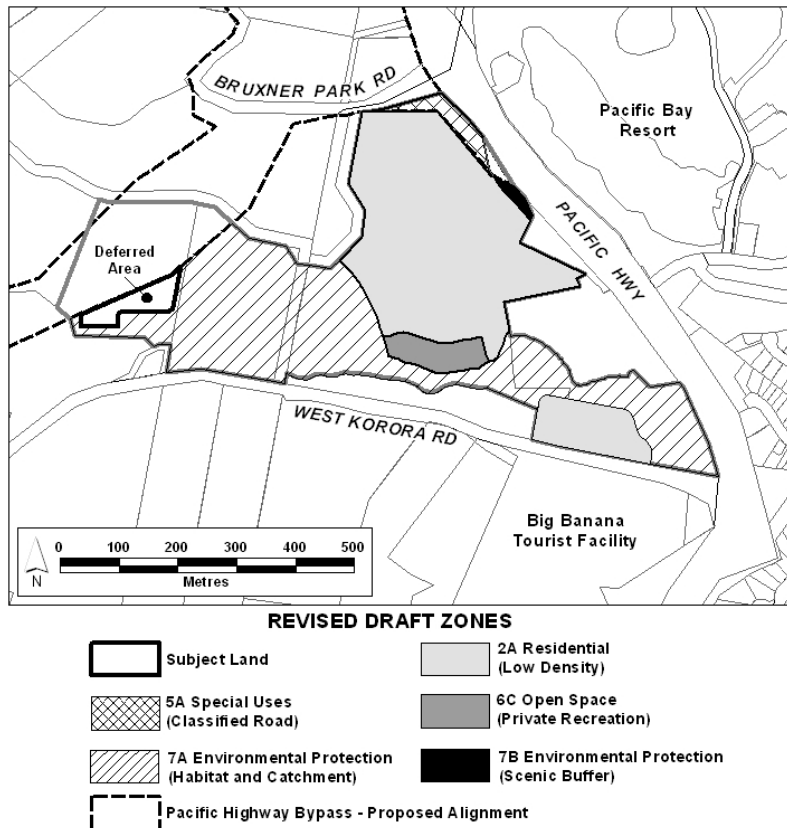 BRUXNER PARK RD
Pacific Bay
Resort
PACIFIC HWY
Deferred
Area
WEST KORORA RD
Big Banana
Tourist Facility
N
0 100 200 300 400 500
Metres
REVISED DRAFT ZONES
Subject Land
2A Residential
(Low Density)
5A Special Uses
(Classified Road)
6C Open Space
(Private Recreation)
7A Environmental Protection
(Habitat and Catchment)
7B Environmental Protection
(Scenic Buffer)
Pacific Highway Bypass - Proposed Alignment